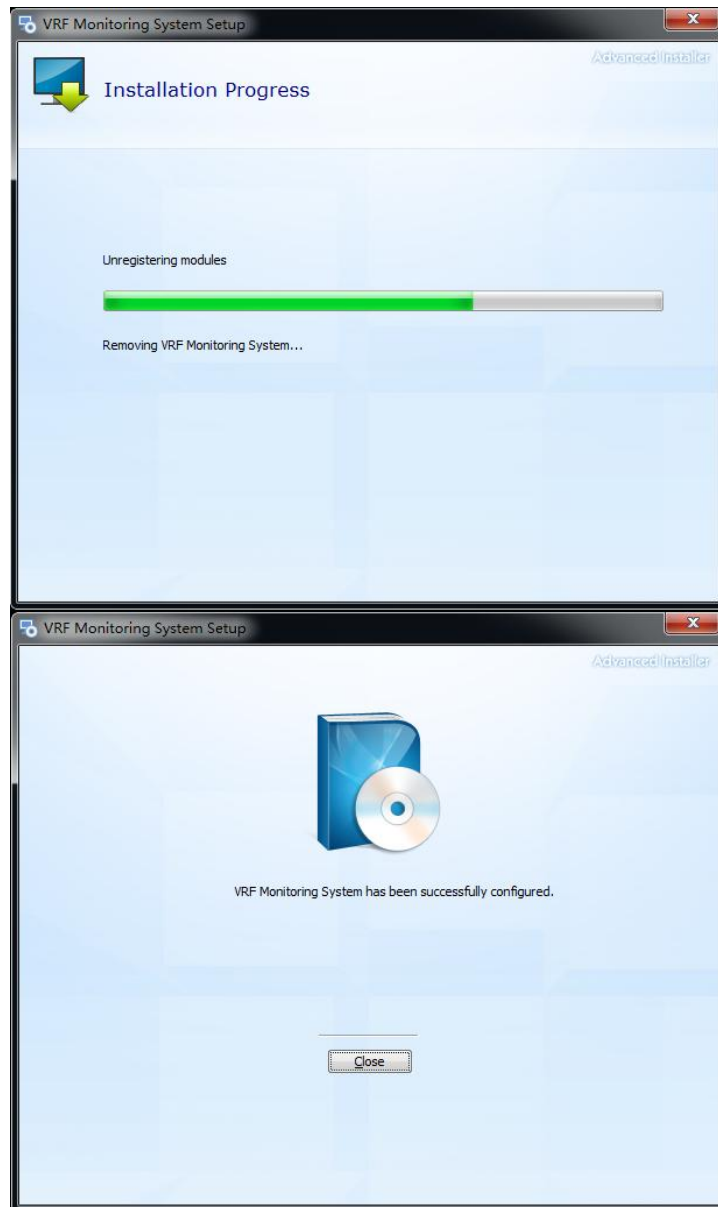 VRF Monitoring System Setup
Advanced Installer
Installation Progress
Unregistering modules
Removing VRF Monitoring System...
VRF Monitoring System Setup
Advanced Installer
VRF Monitoring System has been successfully configured.
Close